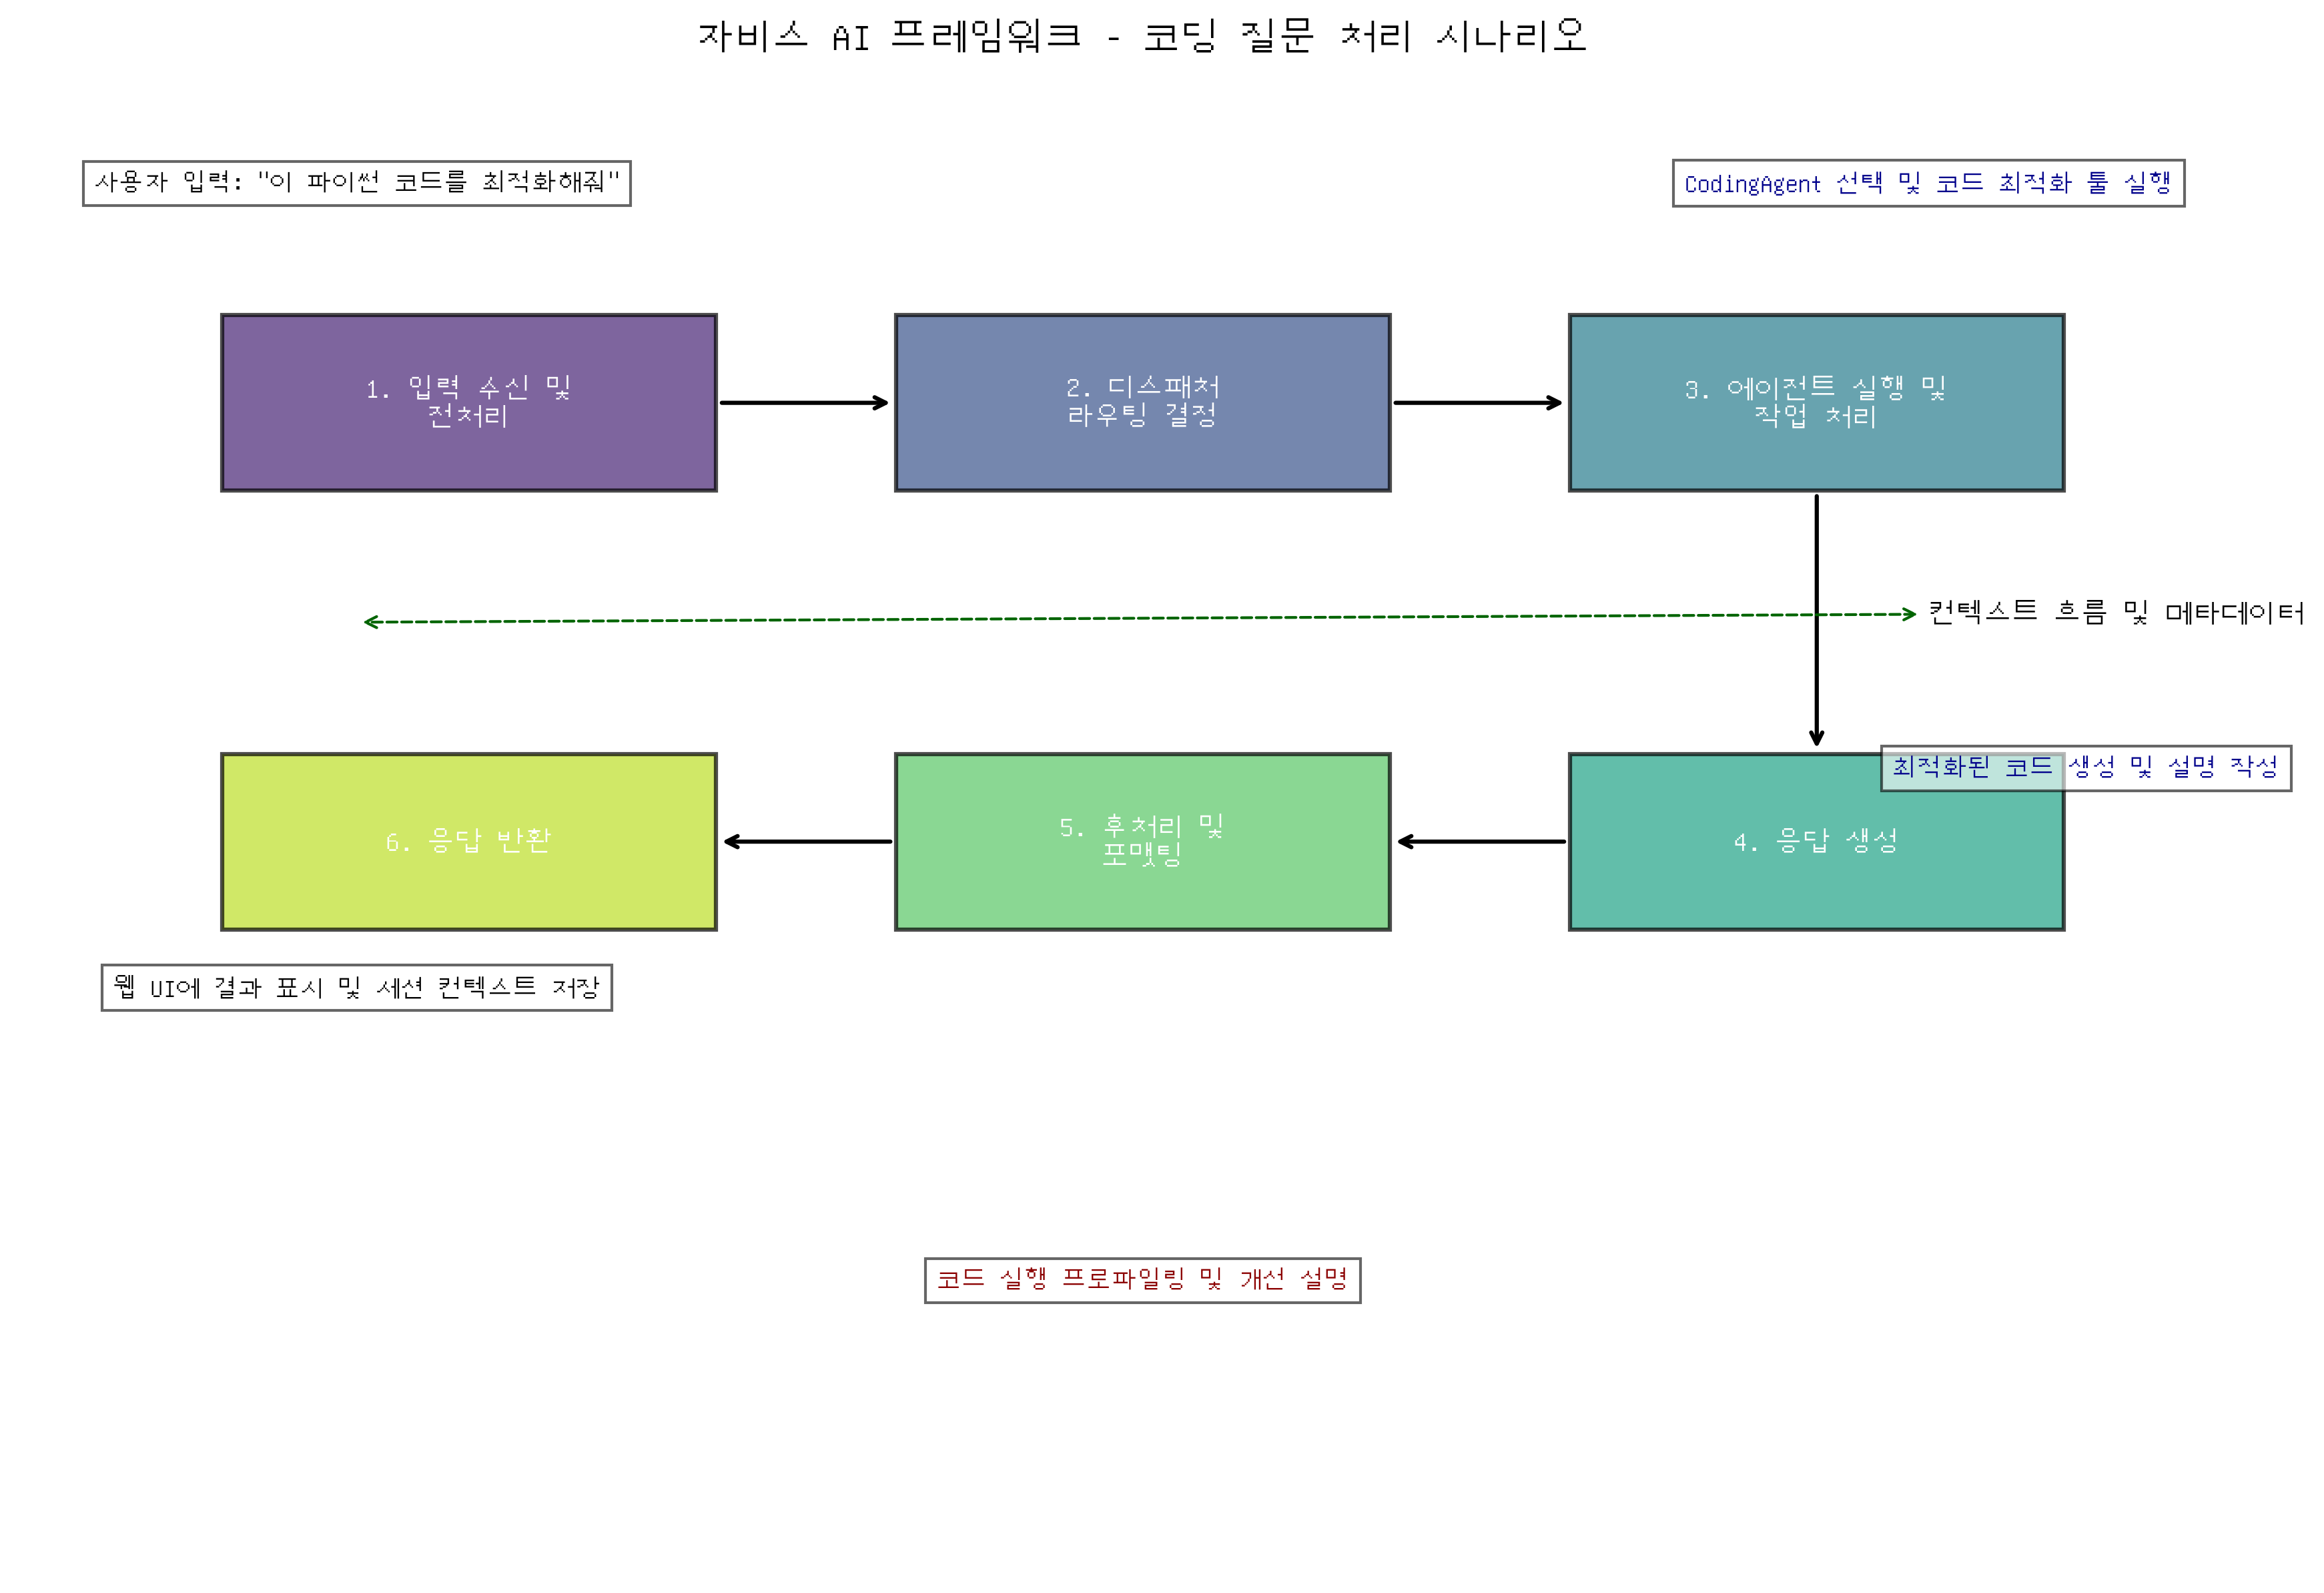 자비스 AI 프레임워크 - 코딩 질문 처리 시나리오
사용자 입력: "이 파이썬 코드를 최적화해줘"
CodingAgent 선택 및 코드 최적화 툴 실행
1. 입력 수신 및
전처리
2. 디스패처
라우팅 결정
3. 에이전트 실행 및
작업 처리
컨텍스트 흐름 및 메타데이터
최적화된 코드 생성 및 설명 작성
4. 응답 생성
5. 후처리 및
포맷팅
6. 응답 반환
웹 UI에 결과 표시 및 세션 컨텍스트 저장
코드 실행 프로파일링 및 개선 설명